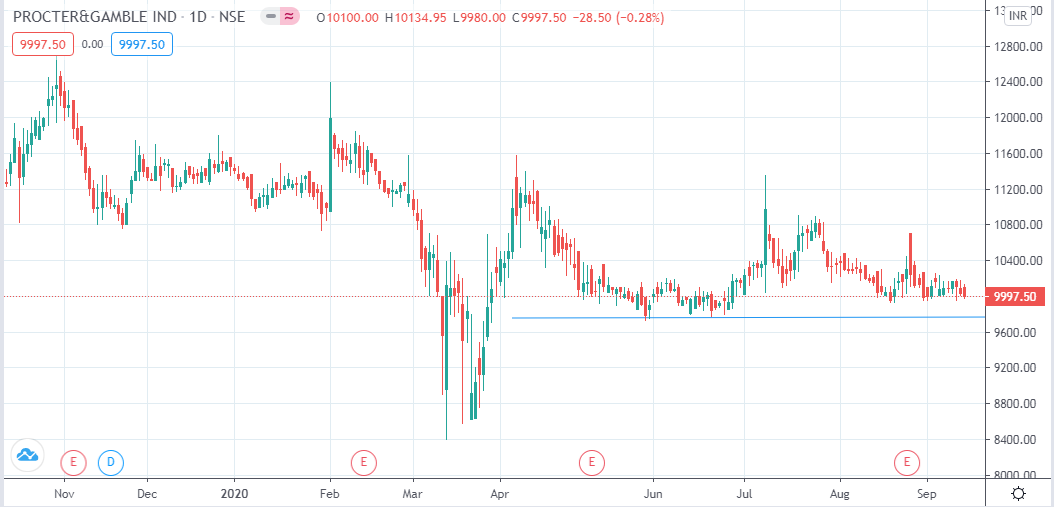 PROCTER&GAMBLE IND · 1D · NSE O10100.00 H10134.95 L9980.00 C9997.50 −28.50 (−0.28%)
INR
9997.50 0.00 9997.50
12800.00
12400.00
12000.00
11600.00
11200.00
10800.00
10400.00
9997.50
9600.00
9200.00
8800.00
8400.00
8000.00
E D E E E
Nov Dec 2020 Feb Mar Apr Jun Jul Aug Sep